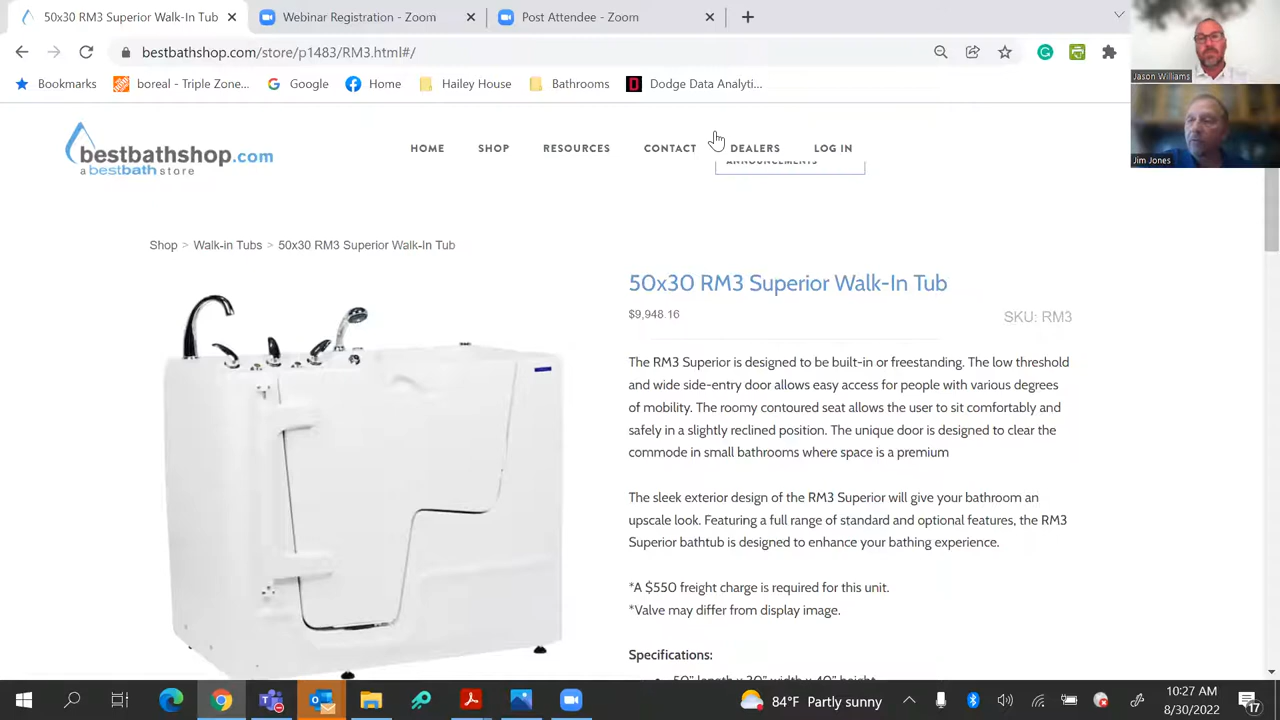 50x30 RM3 Superior Walk-In Tub
Webinar Registration - Zoom
Post Attendee - Zoom
bestbathshop.com/store/p1483/RM3.html#/
Bookmarks
boreal - Triple Zone...
Google
Home
Hailey House
Bathrooms
Dodge Data Analyti...
Jason Williams
Jim Jones
bestbathshop.com
a bestbath store
HOME
SHOP
RESOURCES
CONTACT
DEALERS
LOG IN
ANNOUNCEMENTS
Shop > Walk-in Tubs > 50x30 RM3 Superior Walk-In Tub
50x30 RM3 Superior Walk-In Tub
$9,948.16
SKU: RM3
The RM3 Superior is designed to be built-in or freestanding. The low threshold
and wide side-entry door allows easy access for people with various degrees
of mobility. The roomy contoured seat allows the user to sit comfortably and
safely in a slightly reclined position. The unique door is designed to clear the
commode in small bathrooms where space is a premium
The sleek exterior design of the RM3 Superior will give your bathroom an
upscale look. Featuring a full range of standard and optional features, the RM3
Superior bathtub is designed to enhance your bathing experience.
*A $550 freight charge is required for this unit.
*Valve may differ from display image.
Specifications:
50" length x 30" width x 40" height
84°F Partly sunny
10:27 AM
8/30/2022
17